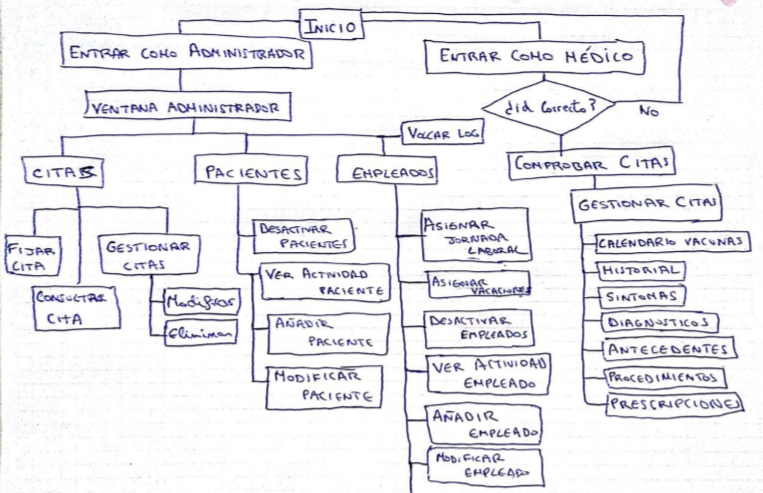 INICIO
ENTRAR COMO ADMINISTRADOR
ENTRAR COMO MÉDICO
VENTANA ADMINISTRADOR
¿id Correcto?
No
VOLCAR LOG
CITAS
PACIENTES
EMPLEADOS
COMPROBAR CITAS
GESTIONAR CITAS
FIJAR
CITA
GESTIONAR
CITAS
CONSULTAR
CITA
Modificar
Eliminar
DESACTIVAR
PACIENTES
VER ACTIVIDAD
PACIENTE
AÑADIR
PACIENTE
MODIFICAR
PACIENTE
ASIGNAR
JORNADA
LABORAL
ASIGNAR
VACACIONES
DESACTIVAR
EMPLEADOS
VER ACTIVIDAD
EMPLEADO
AÑADIR
EMPLEADO
MODIFICAR
EMPLEADO
CALENDARIO VACUNAS
HISTORIAL
SINTOMAS
DIAGNOSTICOS
ANTECEDENTES
PROCEDIMIENTOS
PRESCRIPCIONES